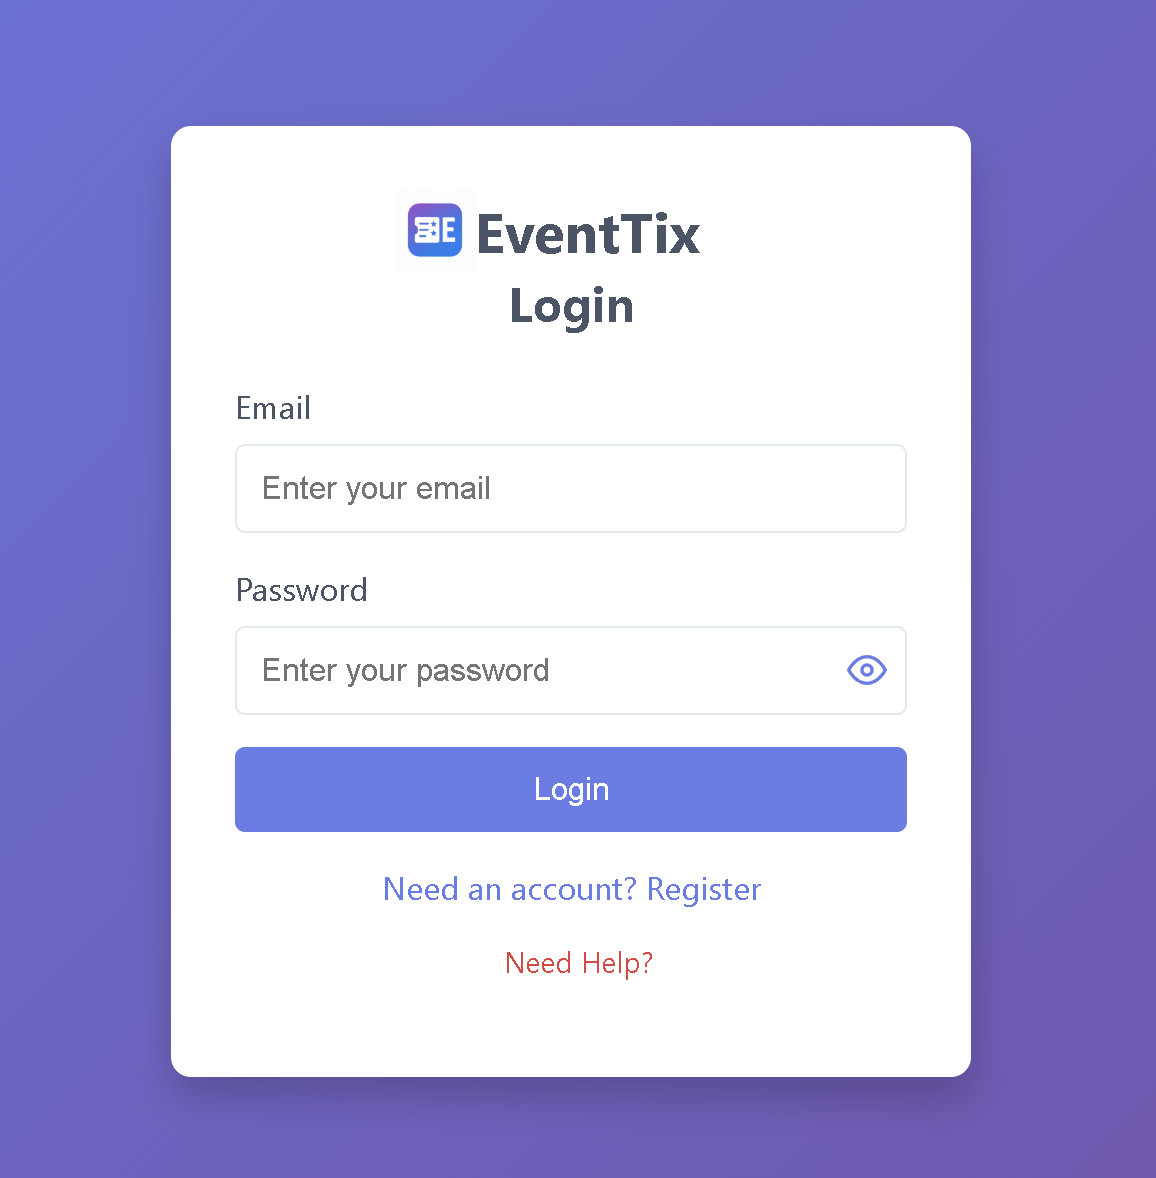 E EventTix
Login
Email
Enter your email
Password
Enter your password
Login
Need an account? Register
Need Help?